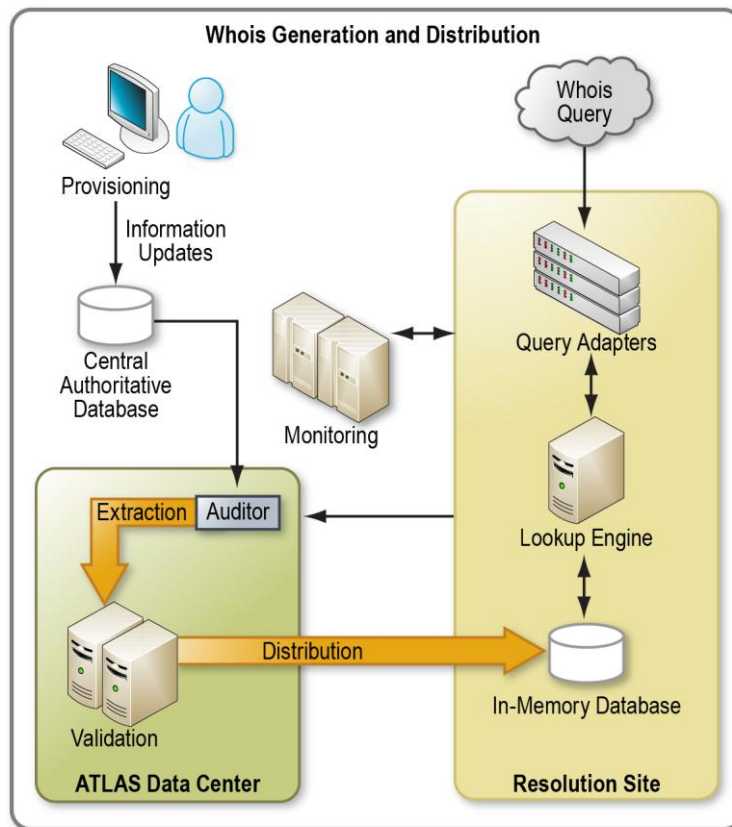 Whois Generation and Distribution
Whois
Query
Provisioning
Information
Updates
Central
Authoritative
Database
Monitoring
Query Adapters
Extraction
Auditor
Lookup Engine
Distribution
In-Memory Database
Validation
ATLAS Data Center
Resolution Site